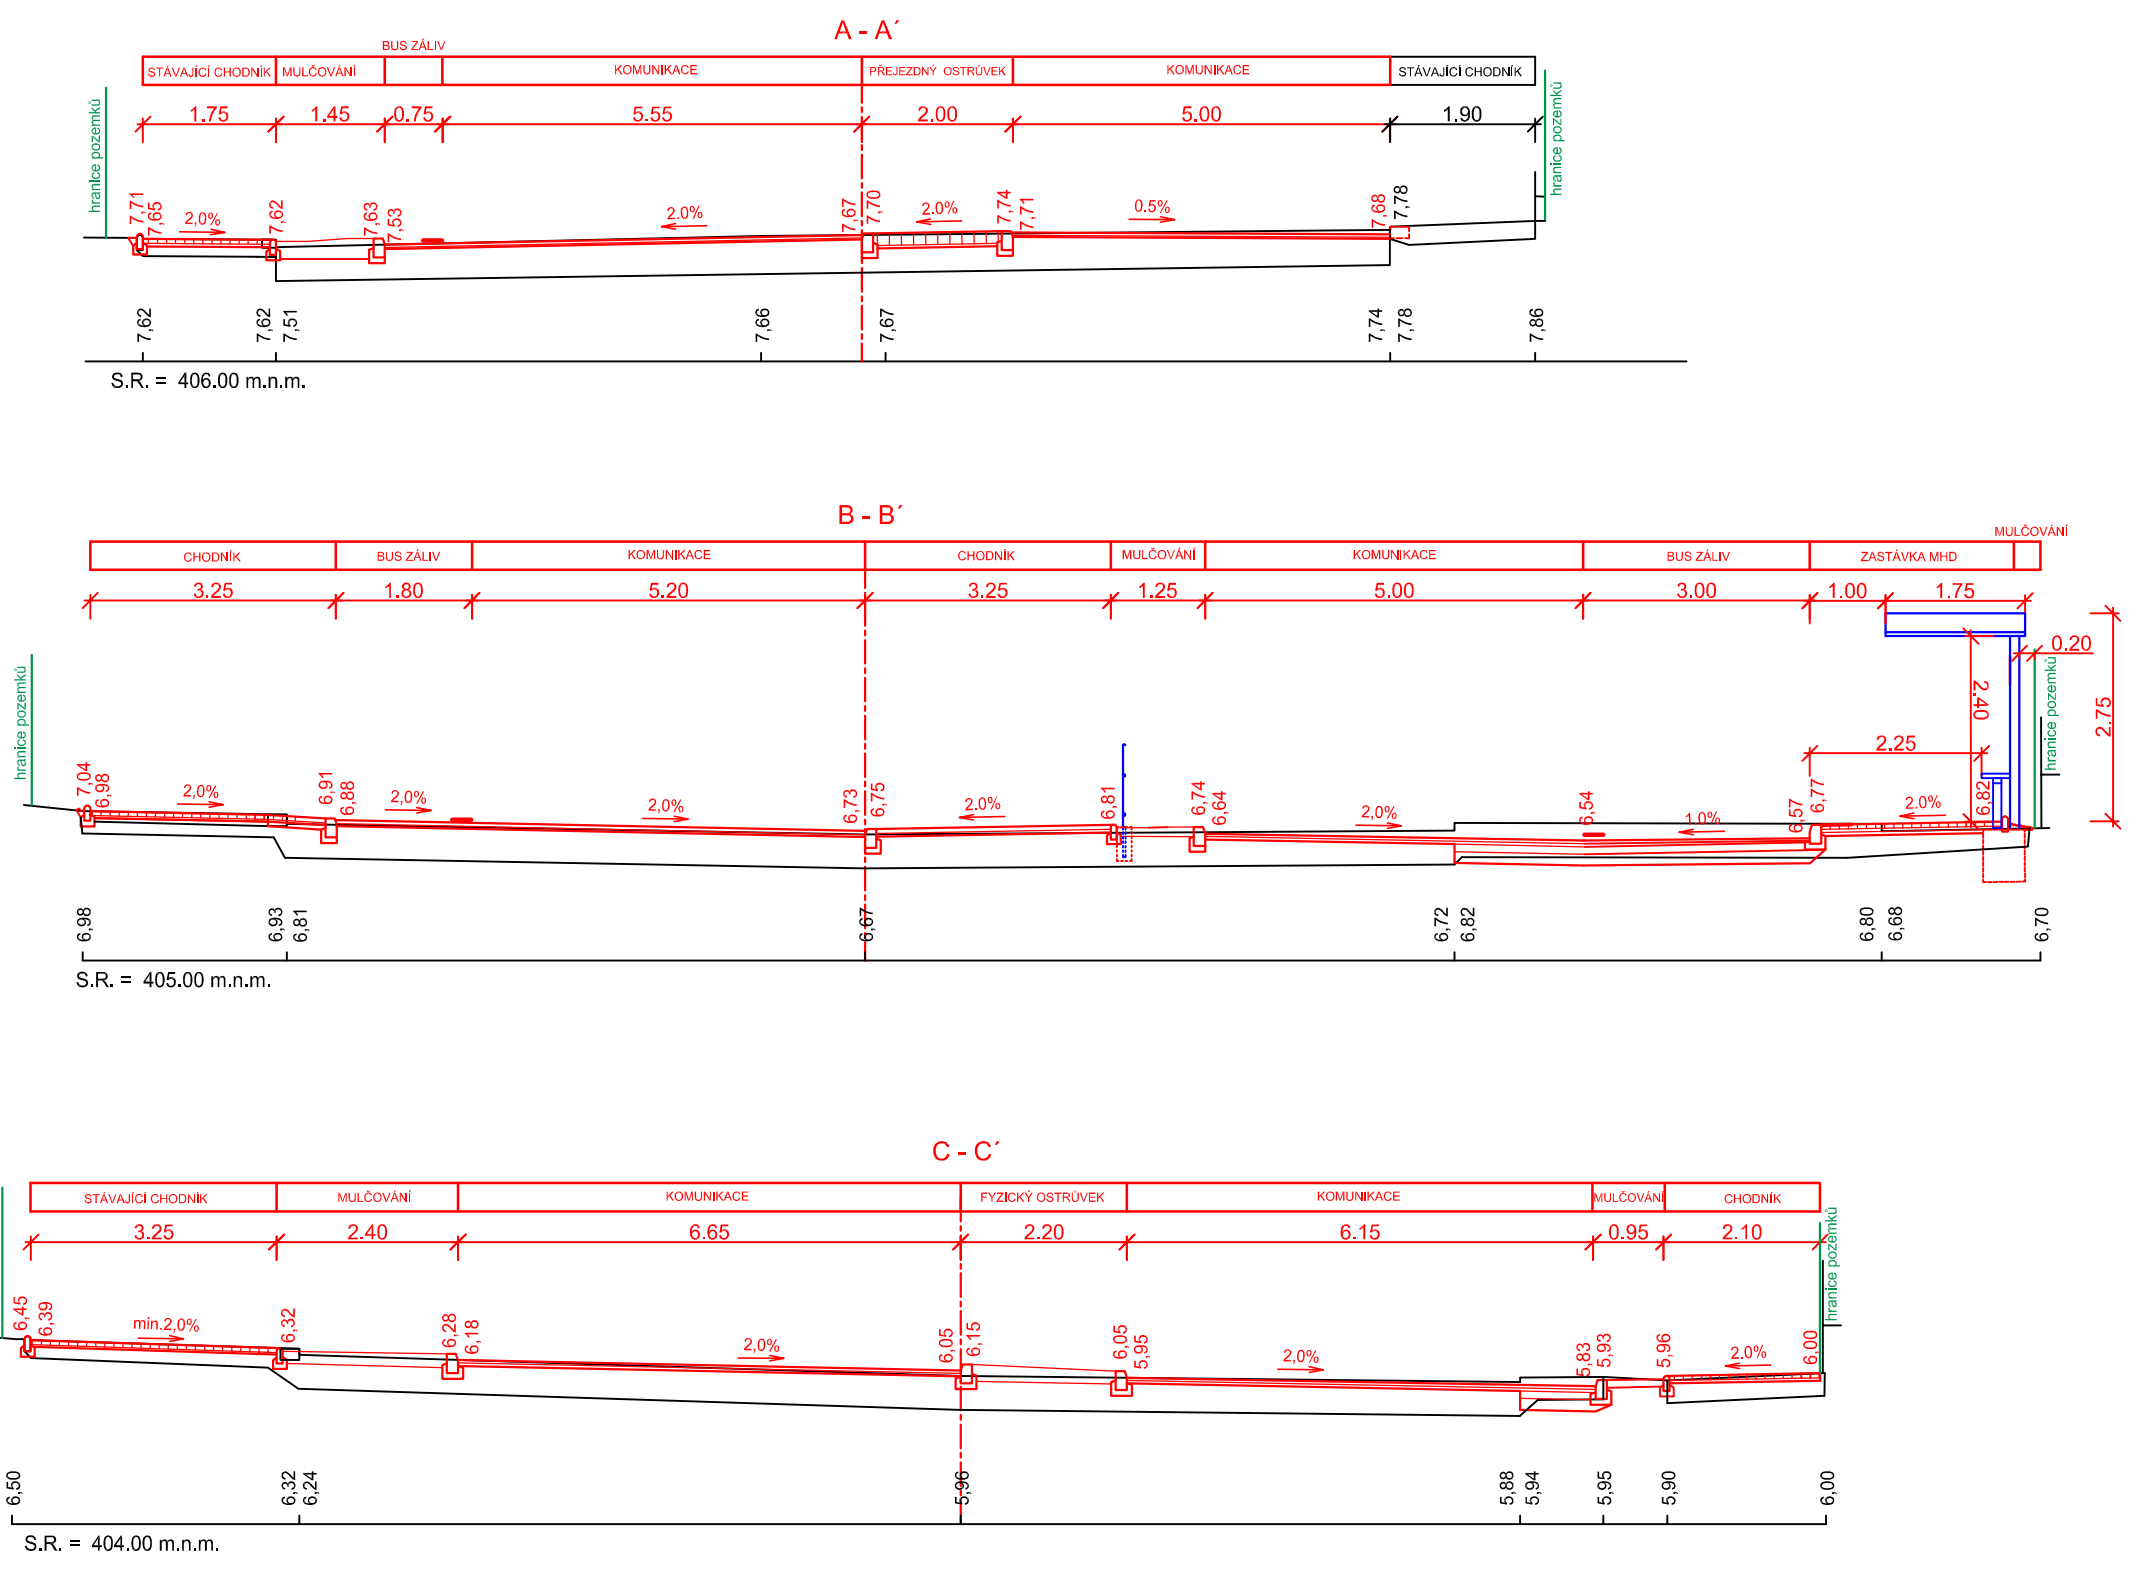 A - A´
BUS ZÁLIV
STÁVAJÍCÍ CHODNÍK MULČOVÁNÍ KOMUNIKACE PŘEJEZDNÝ OSTRŮVEK KOMUNIKACE STÁVAJÍCÍ CHODNÍK
1.75 1.45 0.75 5.55 2.00 5.00 1.90
hranice pozemků
hranice pozemků
7,71 7,65 2,0% 7,62 7,63 7,53 2.0% 7,67 7,70 2.0% 7,74 7,71 0.5% 7,68 7,78
7,62 7,62 7,51 7,66 7,67 7,74 7,78 7,86
S.R. = 406.00 m.n.m.
B - B´
MULČOVÁNÍ
CHODNÍK BUS ZÁLIV KOMUNIKACE CHODNÍK MULČOVÁNÍ KOMUNIKACE BUS ZÁLIV ZASTÁVKA MHD
3.25 1.80 5.20 3.25 1.25 5.00 3.00 1.00 1.75
0.20
2.40
2.75
2.25
hranice pozemků
hranice pozemků
7,04 6,98 2,0% 6,91 6,88 2,0% 2,0% 6,73 6,75 2.0% 6,81 6,74 6,64 2,0% 6,54 1.0% 6,57 6,77 2.0% 6,82
6,98 6,93 6,81 6,67 6,72 6,82 6,80 6,68 6,70
S.R. = 405.00 m.n.m.
C - C´
STÁVAJÍCÍ CHODNÍK MULČOVÁNÍ KOMUNIKACE FYZICKÝ OSTRŮVEK KOMUNIKACE MULČOVÁNÍ CHODNÍK
3.25 2.40 6.65 2.20 6.15 0.95 2.10
hranice pozemků
6,45 6,39 min.2,0% 6,32 6,28 6,18 2,0% 6,05 6,15 6,05 5,95 2,0% 5,83 5,93 5,96 2.0% 6,00
6,50 6,32 6,24 5,96 5,88 5,94 5,95 5,90 6,00
S.R. = 404.00 m.n.m.